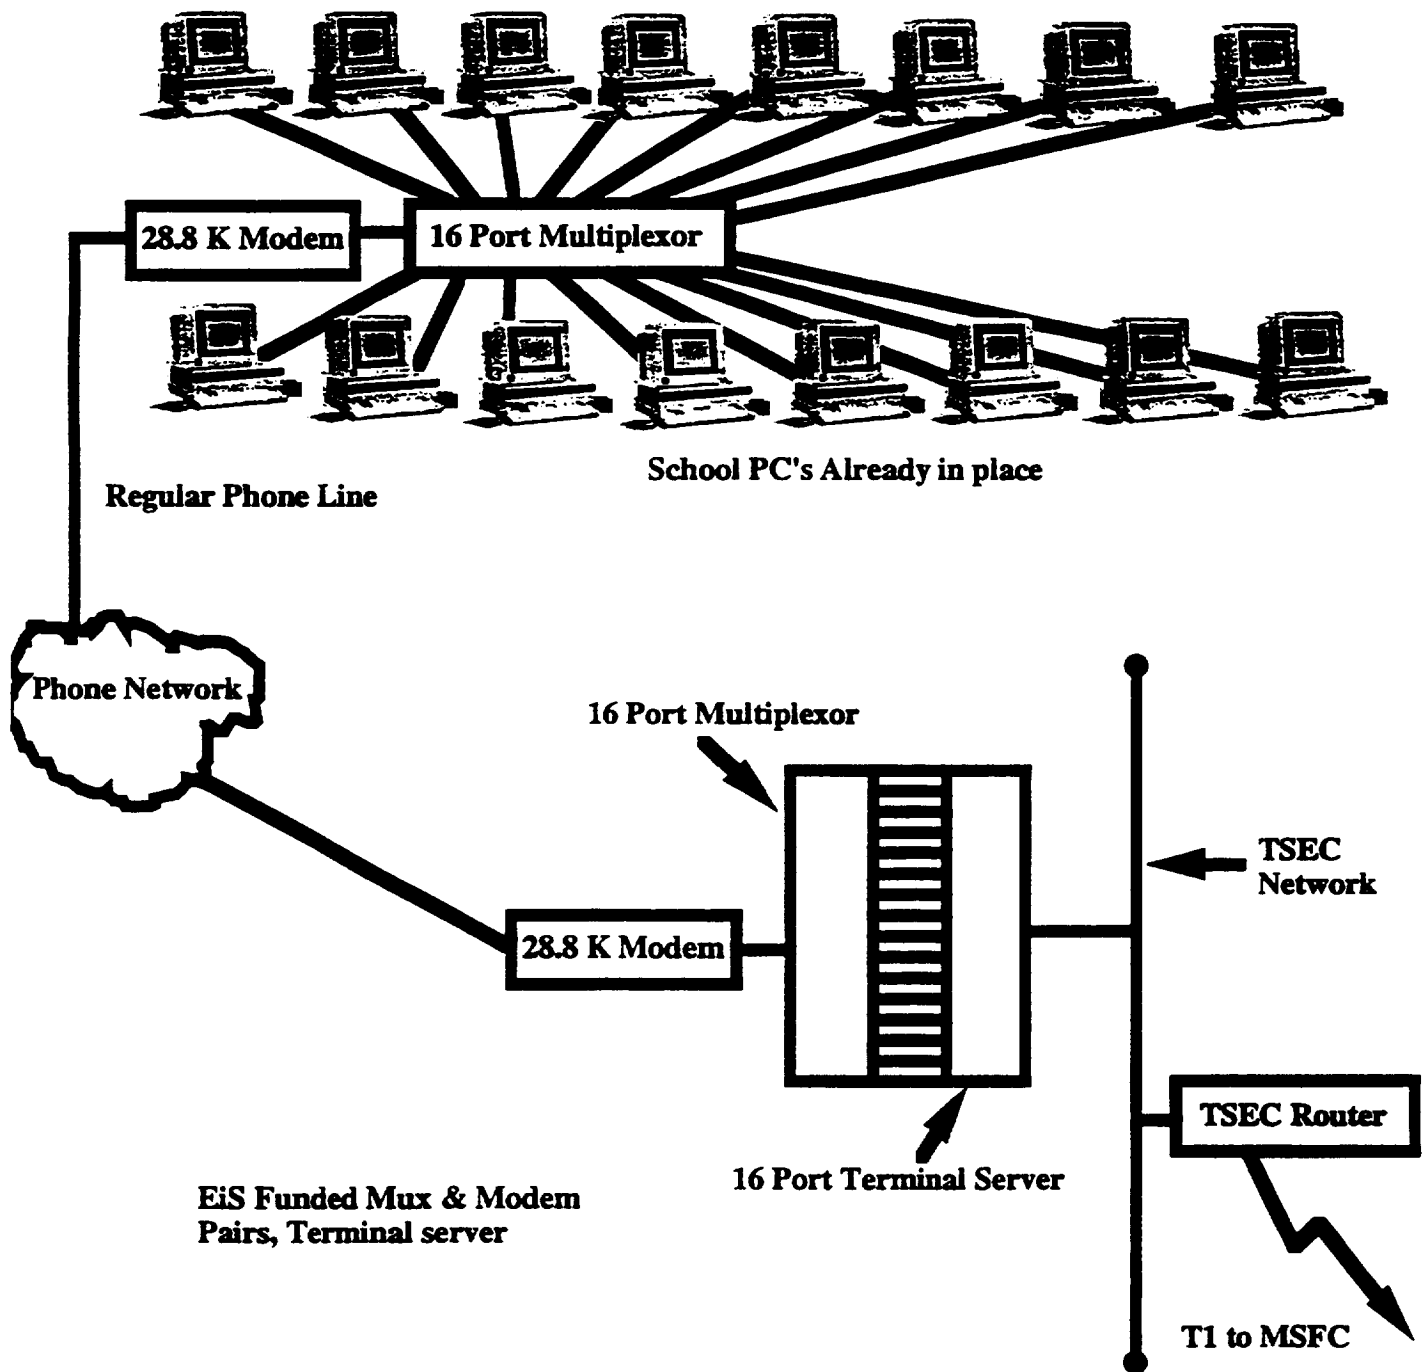 28.8 K Modem
16 Port Multiplexor
School PC's Already in place
Regular Phone Line
Phone Network
16 Port Multiplexor
TSEC
Network
28.8 K Modem
TSEC Router
16 Port Terminal Server
EiS Funded Mux & Modem
Pairs, Terminal server
T1 to MSFC